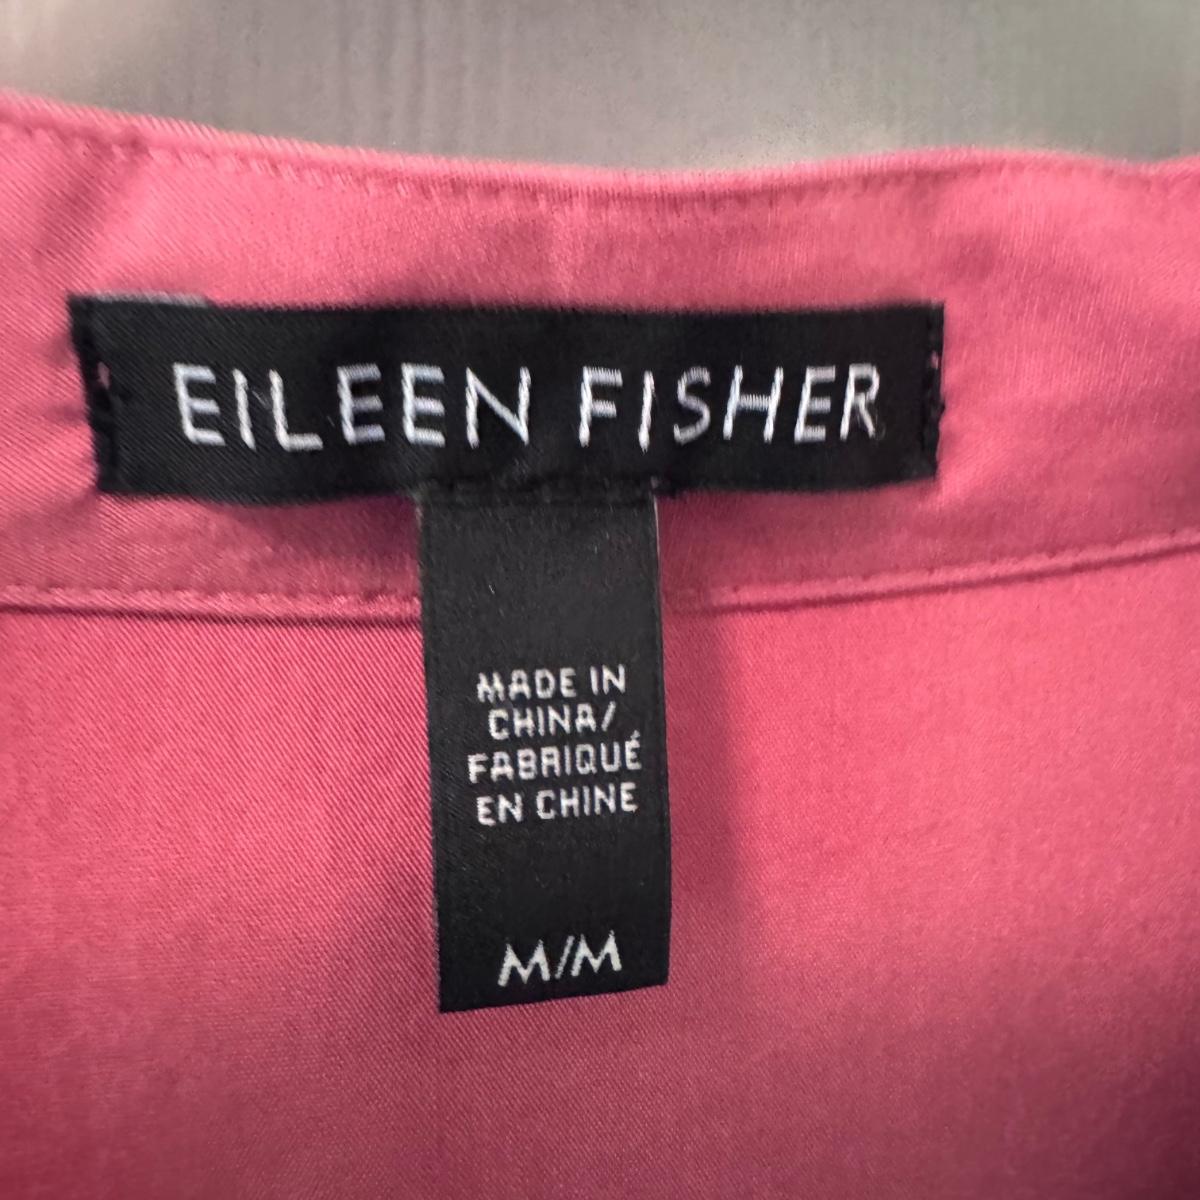 EILEEN FISHER
MADE IN
CHINA/
FABRIQUÉ
EN CHINE
M/M